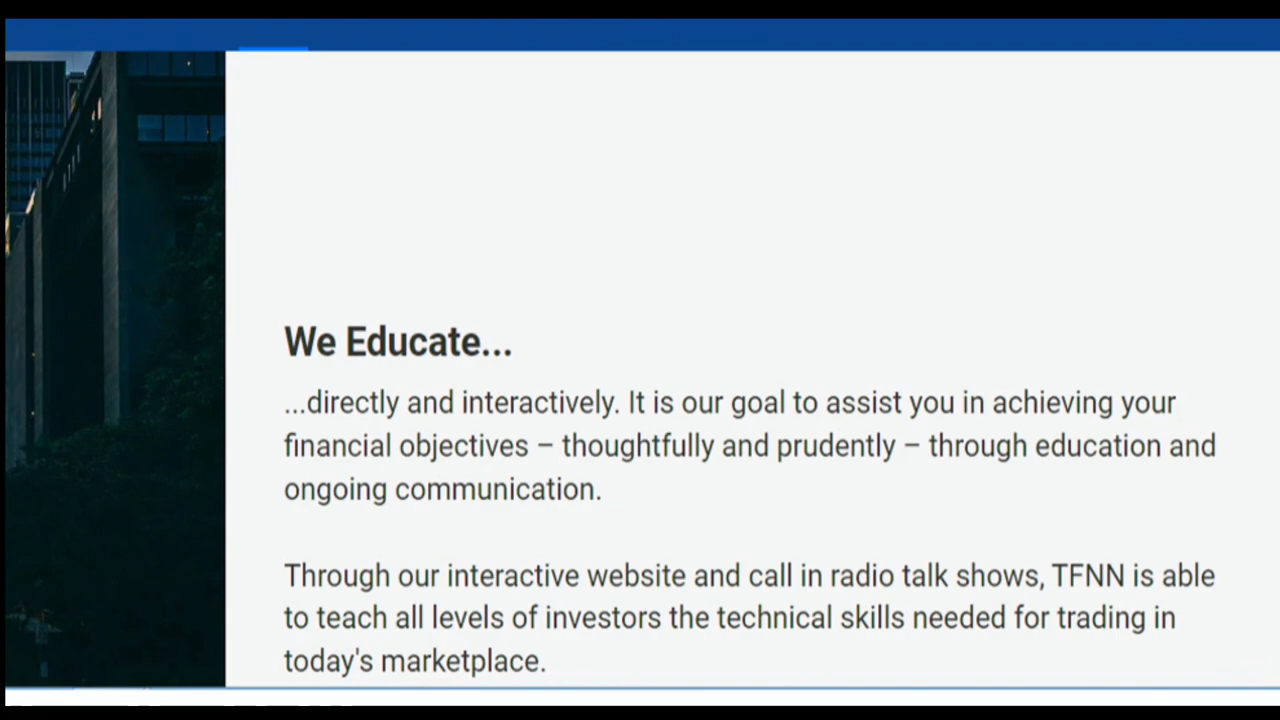 We Educate...
...directly and interactively. It is our goal to assist you in achieving your
financial objectives – thoughtfully and prudently – through education and
ongoing communication.
Through our interactive website and call in radio talk shows, TFNN is able
to teach all levels of investors the technical skills needed for trading in
today's marketplace.